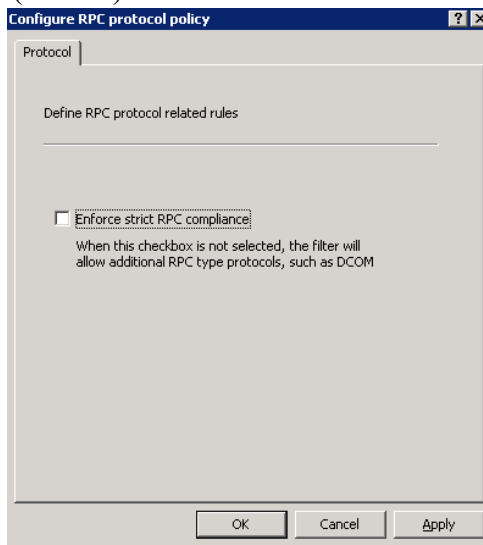 Configure RPC protocol policy
Protocol
Define RPC protocol related rules
Enforce strict RPC compliance
When this checkbox is not selected, the filter will
allow additional RPC type protocols, such as DCOM
OK Cancel Apply